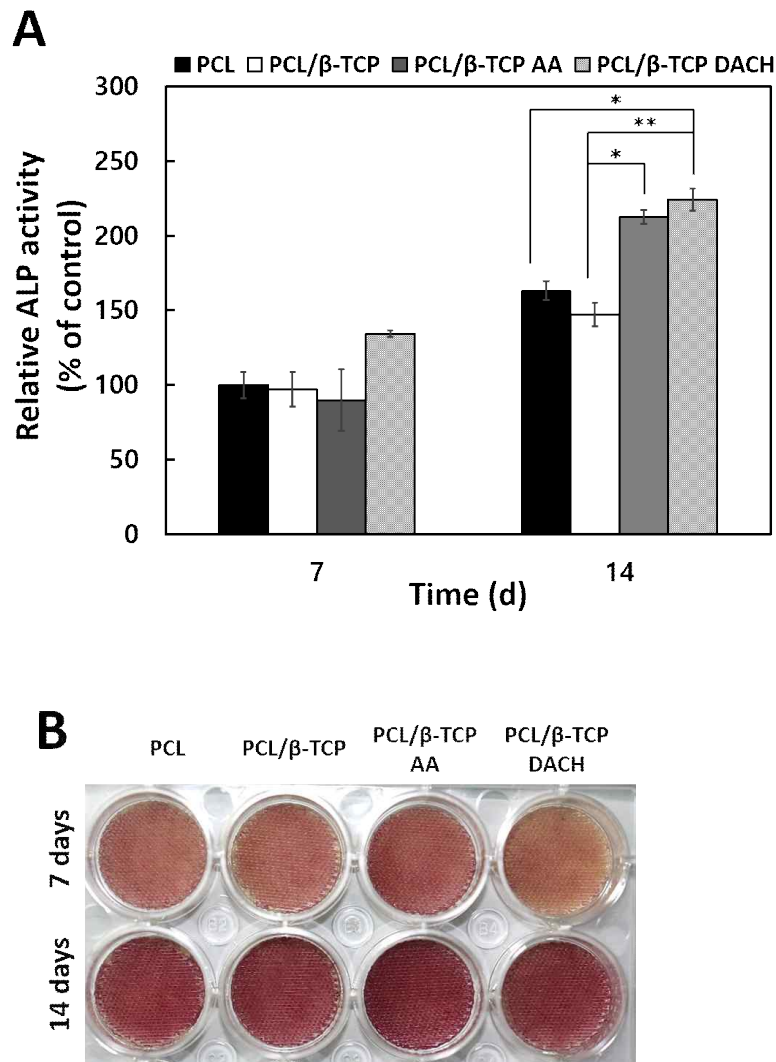 A
PCL PCL/β-TCP PCL/β-TCP AA PCL/β-TCP DACH
300
250
200
150
100
50
0
Relative ALP activity
(% of control)
*
**
*
7 14
Time (d)
B
PCL PCL/β-TCP PCL/β-TCP AA PCL/β-TCP DACH
7 days
14 days
B2